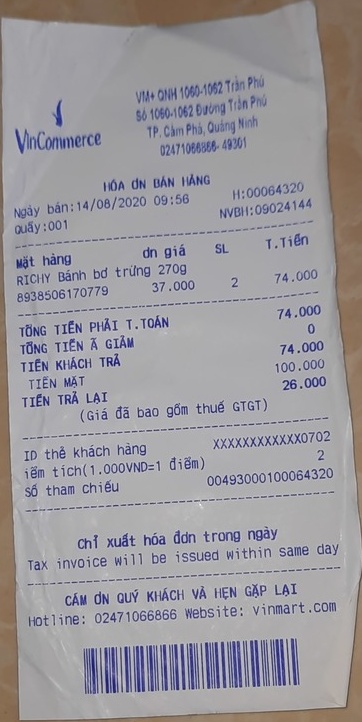 VinCommerce
VM+ QNH 1060-1062 Trần Phú
Số 1060-1062 Đường Trần Phú
TP. Cẩm Phả, Quảng Ninh
02471066866-49301
HÓA ĐN BÁN HÀNG
Ngày bán:14/08/2020 09:56 H:00064320
Quầy:001 NVBH:09024144
Mặt hàng đn giá SL T.Tiền
RICHY Bánh bơ trứng 270g
8938506170779 37.000 2 74.000
TỔNG TIỀN PHẢI T.TOÁN 74.000
TỔNG TIỀN Ã GIẢM 0
TIỀN KHÁCH TRẢ 74.000
TIỀN MẶT 100.000
TIỀN TRẢ LẠI 26.000
(Giá đã bao gồm thuế GTGT)
ID thẻ khách hàng XXXXXXXXXXXX0702
iểm tích(1.000VND=1 điểm) 2
Số tham chiếu 00493000100064320
Chỉ xuất hóa đơn trong ngày
Tax invoice will be issued within same day
CÁM ƠN QUÝ KHÁCH VÀ HẸN GẶP LẠI
Hotline: 02471066866 Website: vinmart.com